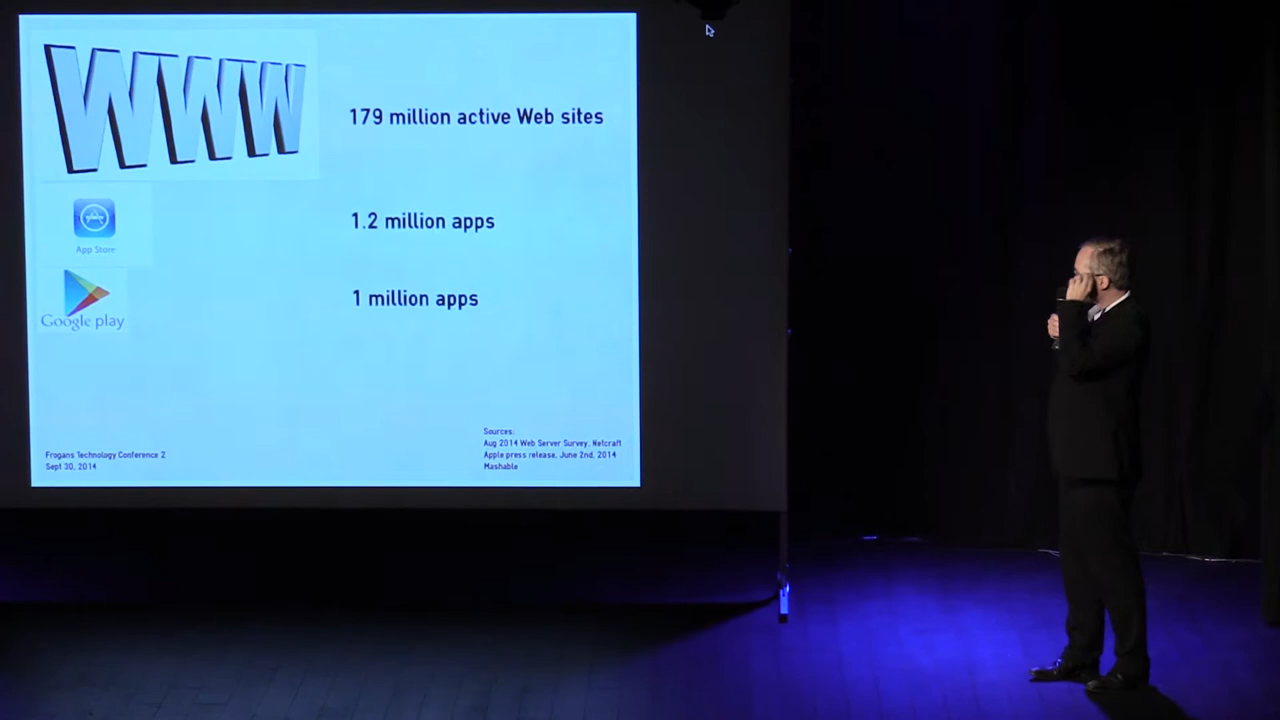 WWW
179 million active Web sites
App Store
1.2 million apps
Google play
1 million apps
Frogans Technology Conference 2
Sept 30, 2014
Sources:
Aug 2014 Web Server Survey, Netcraft
Apple press release, June 2nd, 2014
Mashable